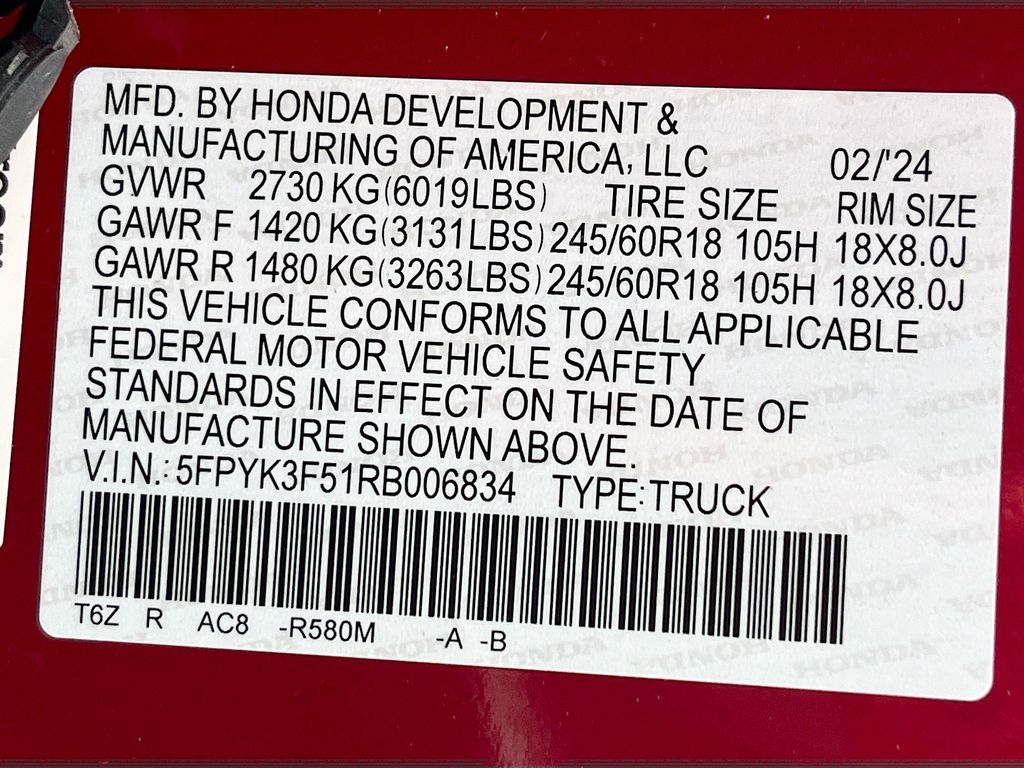 MFD. BY HONDA DEVELOPMENT &
MANUFACTURING OF AMERICA, LLC 02/'24
GVWR 2730 KG(6019LBS) TIRE SIZE RIM SIZE
GAWR F 1420 KG(3131LBS) 245/60R18 105H 18X8.0J
GAWR R 1480 KG(3263LBS) 245/60R18 105H 18X8.0J
THIS VEHICLE CONFORMS TO ALL APPLICABLE
FEDERAL MOTOR VEHICLE SAFETY
STANDARDS IN EFFECT ON THE DATE OF
MANUFACTURE SHOWN ABOVE.
V.I.N.: 5FPYK3F51RB006834 TYPE: TRUCK
T6Z R AC8 -R580M -A -B